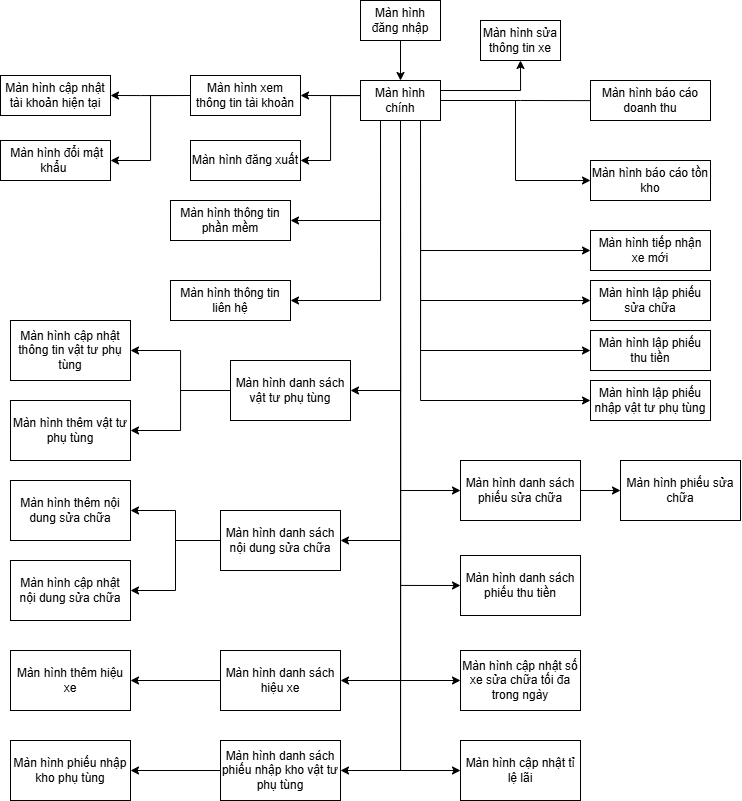 Màn hình
đăng nhập
Màn hình sửa
thông tin xe
Màn hình cập nhật
tài khoản hiện tại
Màn hình xem
thông tin tài khoản
Màn hình
chính
Màn hình báo cáo
doanh thu
Màn hình đổi mật
khẩu
Màn hình đăng xuất
Màn hình báo cáo tồn
kho
Màn hình thông tin
phần mềm
Màn hình tiếp nhận
xe mới
Màn hình thông tin
liên hệ
Màn hình lập phiếu
sửa chữa
Màn hình cập nhật
thông tin vật tư phụ
tùng
Màn hình lập phiếu
thu tiền
Màn hình danh sách
vật tư phụ tùng
Màn hình lập phiếu
nhập vật tư phụ tùng
Màn hình thêm vật tư
phụ tùng
Màn hình danh sách
phiếu sửa chữa
Màn hình phiếu sửa
chữa
Màn hình thêm nội
dung sửa chữa
Màn hình danh sách
nội dung sửa chữa
Màn hình cập nhật
nội dung sửa chữa
Màn hình danh sách
phiếu thu tiền
Màn hình thêm hiệu
xe
Màn hình danh sách
hiệu xe
Màn hình cập nhật số
xe sửa chữa tối đa
trong ngày
Màn hình phiếu nhập
kho phụ tùng
Màn hình danh sách
phiếu nhập kho vật tư
phụ tùng
Màn hình cập nhật tỉ
lệ lãi